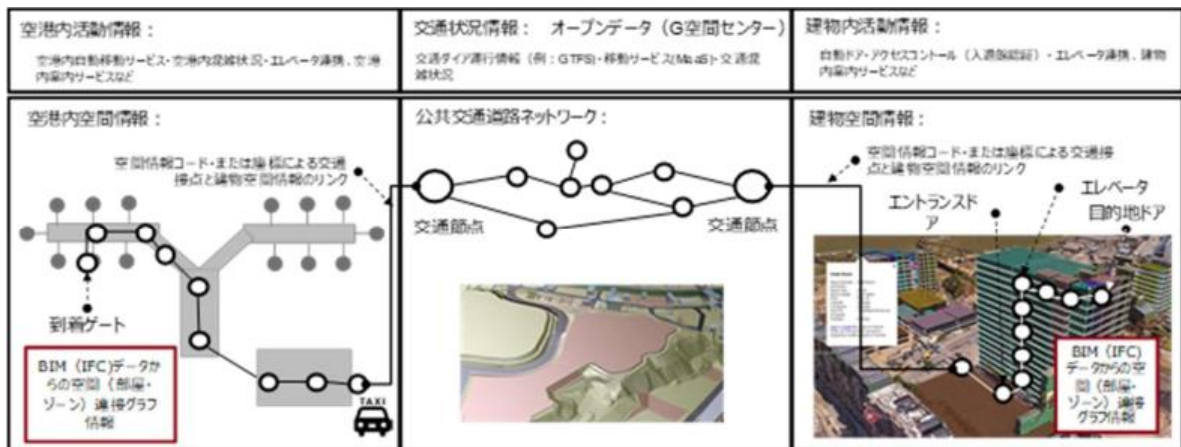 空港内活動情報：
空港内自動移動サービス・空港内混雑状況・エレベータ連携、空港
内案内サービスなど
交通状況情報：　オープンデータ（G空間センター）
交通ダイア運行情報（例：GTFS)・移動サービス(MaaS)・交通混
雑状況
建物内活動情報：
自動ドア・アクセスコントロール（入退館認証）・エレベータ連携、建物
内案内サービスなど
空港内空間情報：
空間情報コード・または座標による交通
接点と建物空間情報のリンク
到着ゲート
BIM（IFC)データか
らの空間（部屋・
ゾーン）連接グラフ
情報
TAXI
公共交通道路ネットワーク：
交通節点
交通節点
建物空間情報：
空間情報コード・または座標による交通接
点と建物空間情報のリンク
エントランスド
ア
エレベータ
目的地ドア
BIM（IFC)
データからの空
間（部屋・
ゾーン）連接
グラフ情報